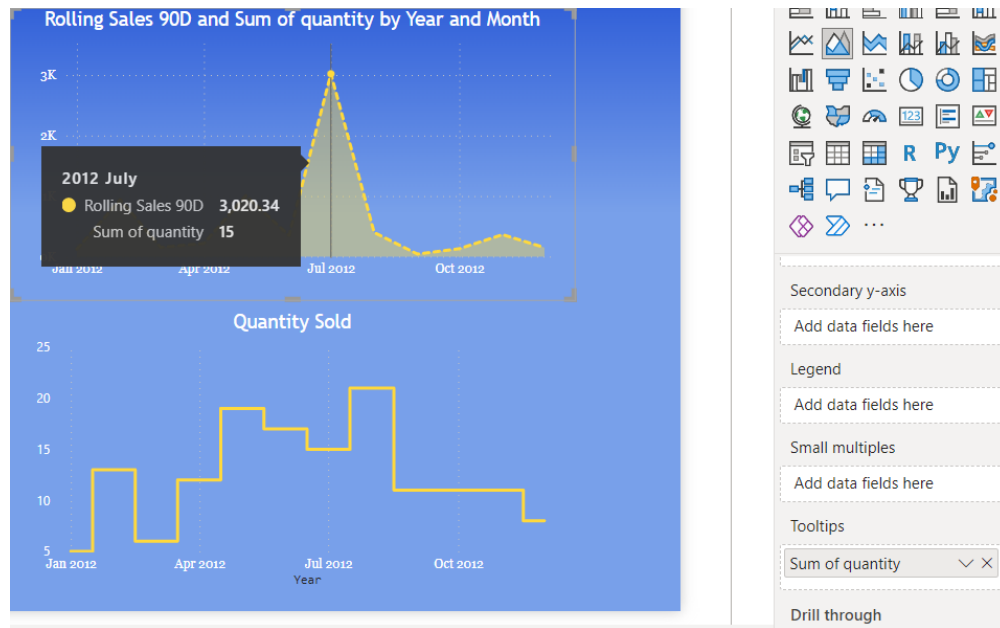 Rolling Sales 90D and Sum of quantity by Year and Month
3K
2K
2012 July
Rolling Sales 90D 3,020.34
Sum of quantity 15
Jan 2012 Apr 2012 Jul 2012 Oct 2012
Quantity Sold
25
20
15
10
5
Jan 2012 Apr 2012 Jul 2012 Oct 2012
Year
123
R Py
...
Secondary y-axis
Add data fields here
Legend
Add data fields here
Small multiples
Add data fields here
Tooltips
Sum of quantity
Drill through